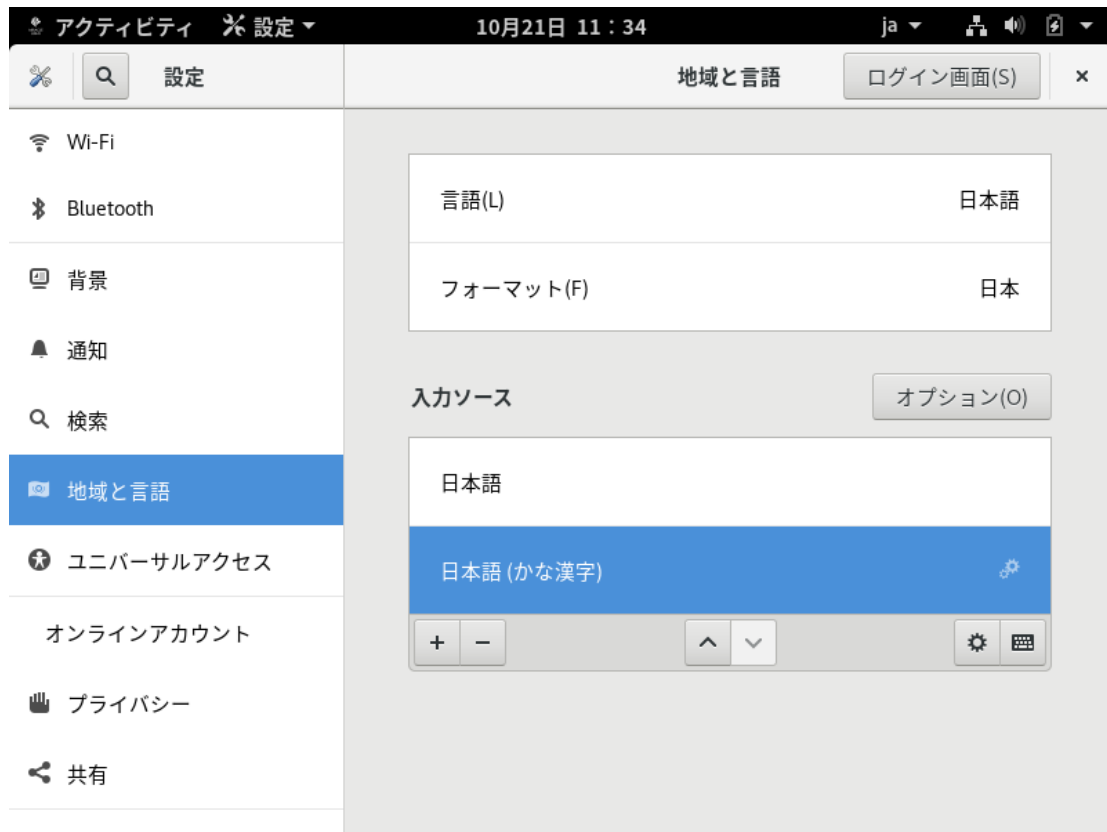 アクティビティ 設定 10月21日 11：34 ja
設定 地域と言語 ログイン画面(S)
Wi-Fi
Bluetooth
背景
通知
検索
地域と言語
ユニバーサルアクセス
オンラインアカウント
プライバシー
共有
言語(L) 日本語
フォーマット(F) 日本
入力ソース オプション(O)
日本語
日本語 (かな漢字)